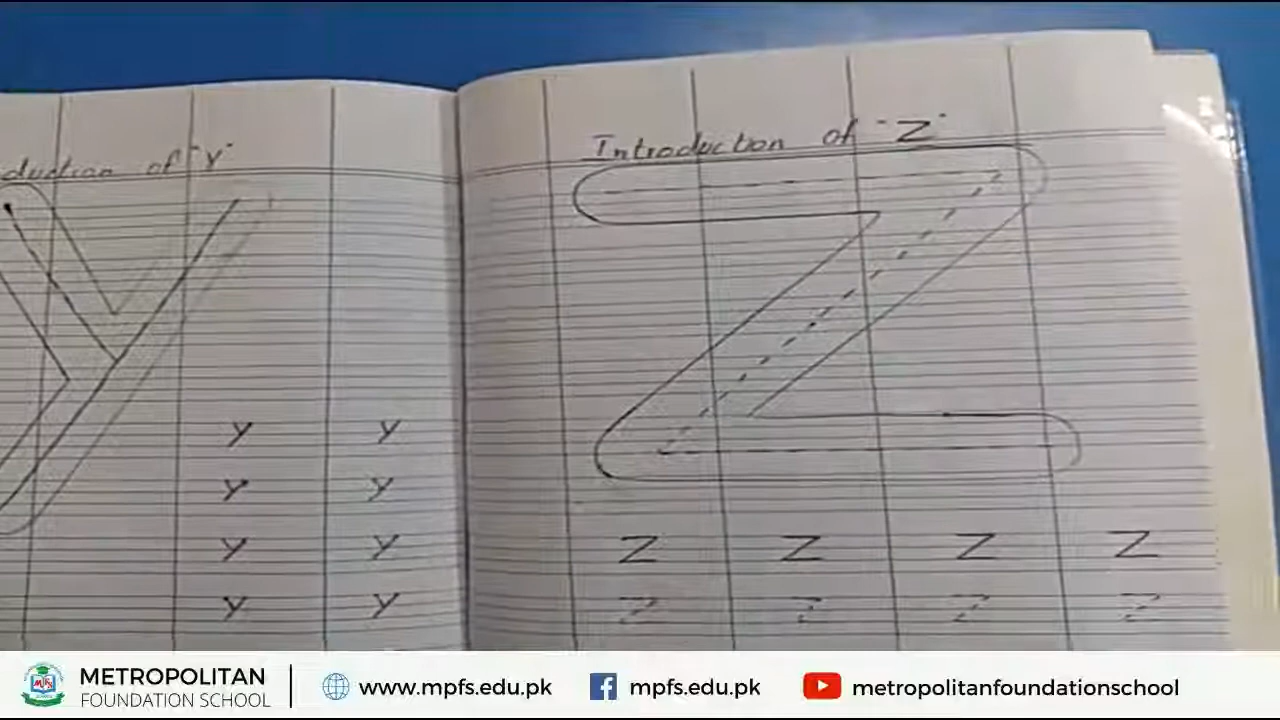 duction of "y"
y y
y y
y y
y y
Introduction of "Z"
Z Z Z Z
Z Z Z Z
METROPOLITAN
FOUNDATION SCHOOL
www.mpfs.edu.pk
mpfs.edu.pk
metropolitanfoundationschool